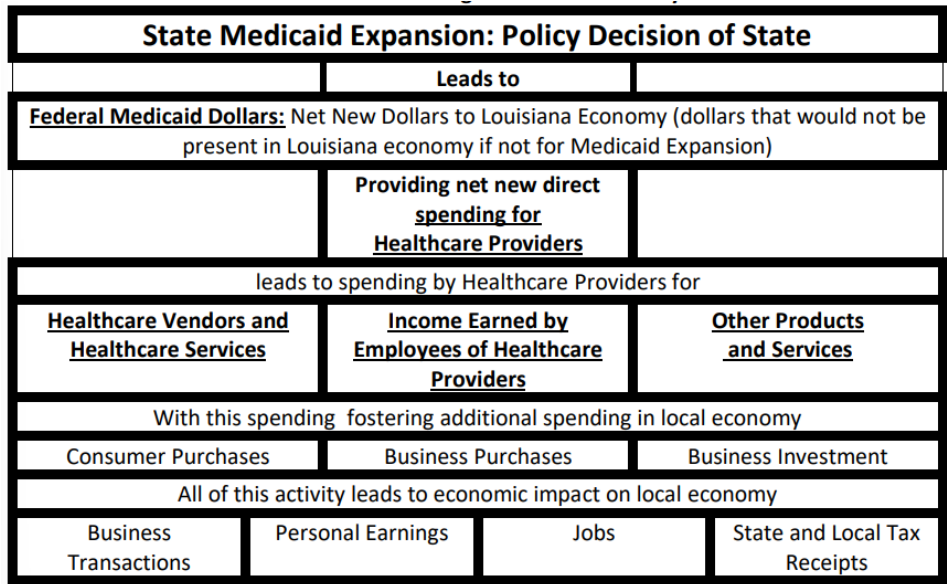 State Medicaid Expansion: Policy Decision of State
Leads to
Federal Medicaid Dollars: Net New Dollars to Louisiana Economy (dollars that would not be
present in Louisiana economy if not for Medicaid Expansion)
Providing net new direct
spending for
Healthcare Providers
leads to spending by Healthcare Providers for
Healthcare Vendors and
Healthcare Services
Income Earned by
Employees of Healthcare
Providers
Other Products
and Services
With this spending fostering additional spending in local economy
Consumer Purchases
Business Purchases
Business Investment
All of this activity leads to economic impact on local economy
Business
Transactions
Personal Earnings
Jobs
State and Local Tax
Receipts